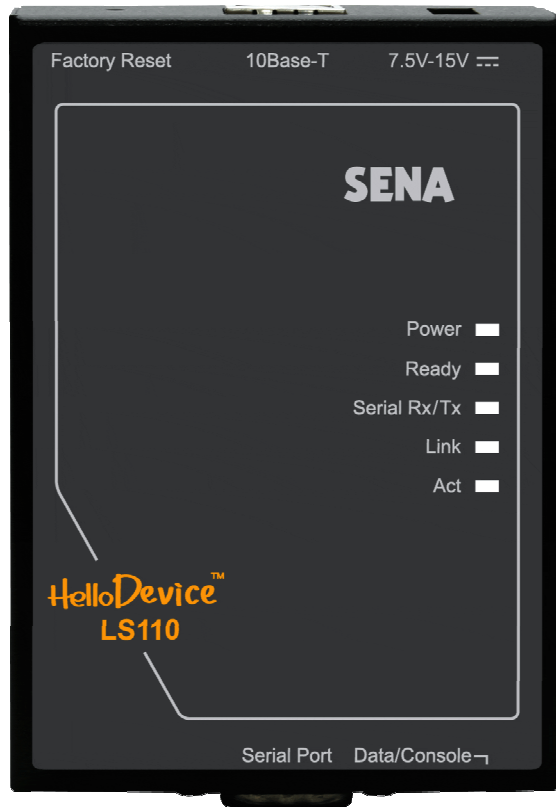 Factory Reset 10Base-T 7.5V-15V
SENA
Power
Ready
Serial Rx/Tx
Link
Act
HelloDevice™
LS110
Serial Port Data/Console